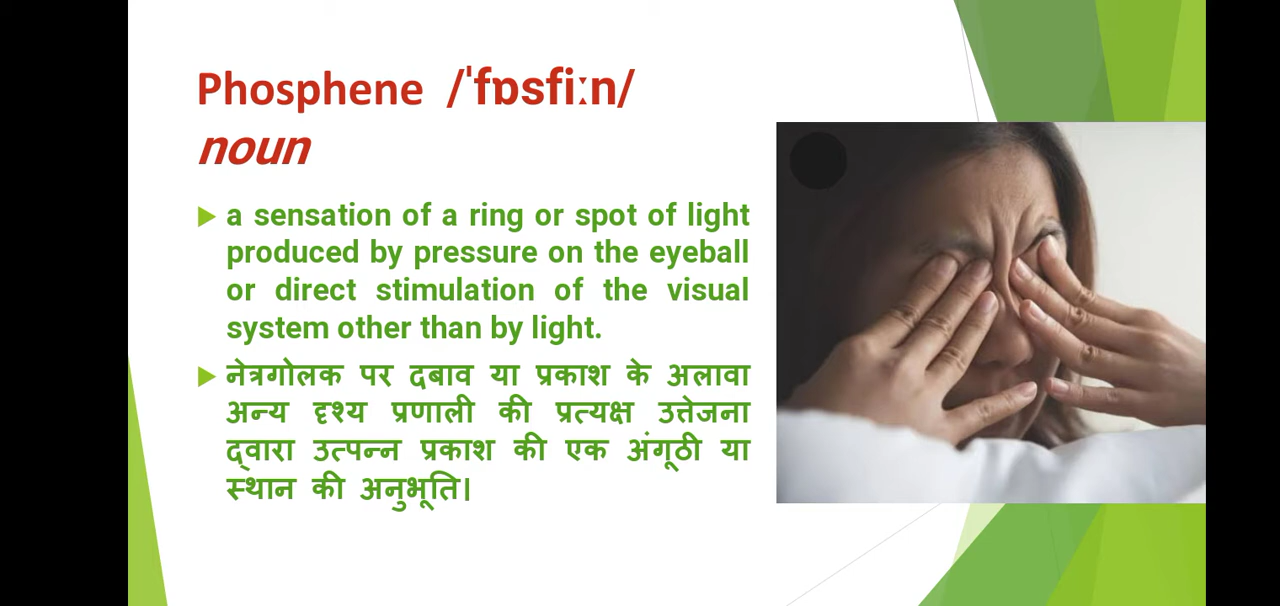 Phosphene /ˈfɒsfiːn/
noun
a sensation of a ring or spot of light
produced by pressure on the eyeball
or direct stimulation of the visual
system other than by light.
नेत्रगोलक पर दबाव या प्रकाश के अलावा
अन्य दृश्य प्रणाली की प्रत्यक्ष उत्तेजना
द्वारा उत्पन्न प्रकाश की एक अंगूठी या
स्थान की अनुभूति।